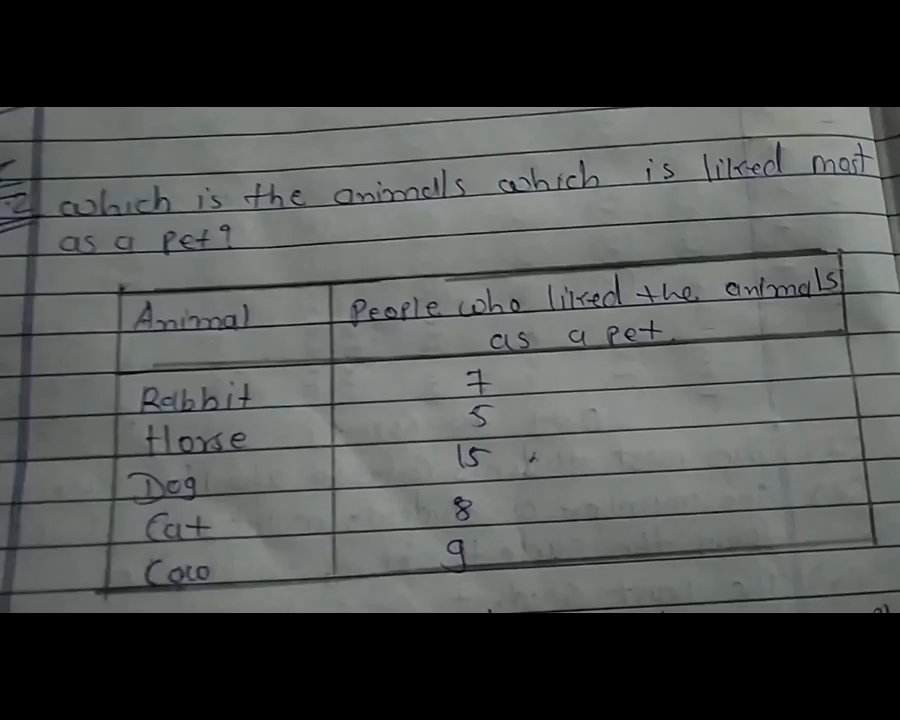 2 which is the animals which is liked most
as a pet?
Animal People who liked the animals
as a pet.
Rabbit 7
Horse 5
Dog 15
Cat 8
Cow 9